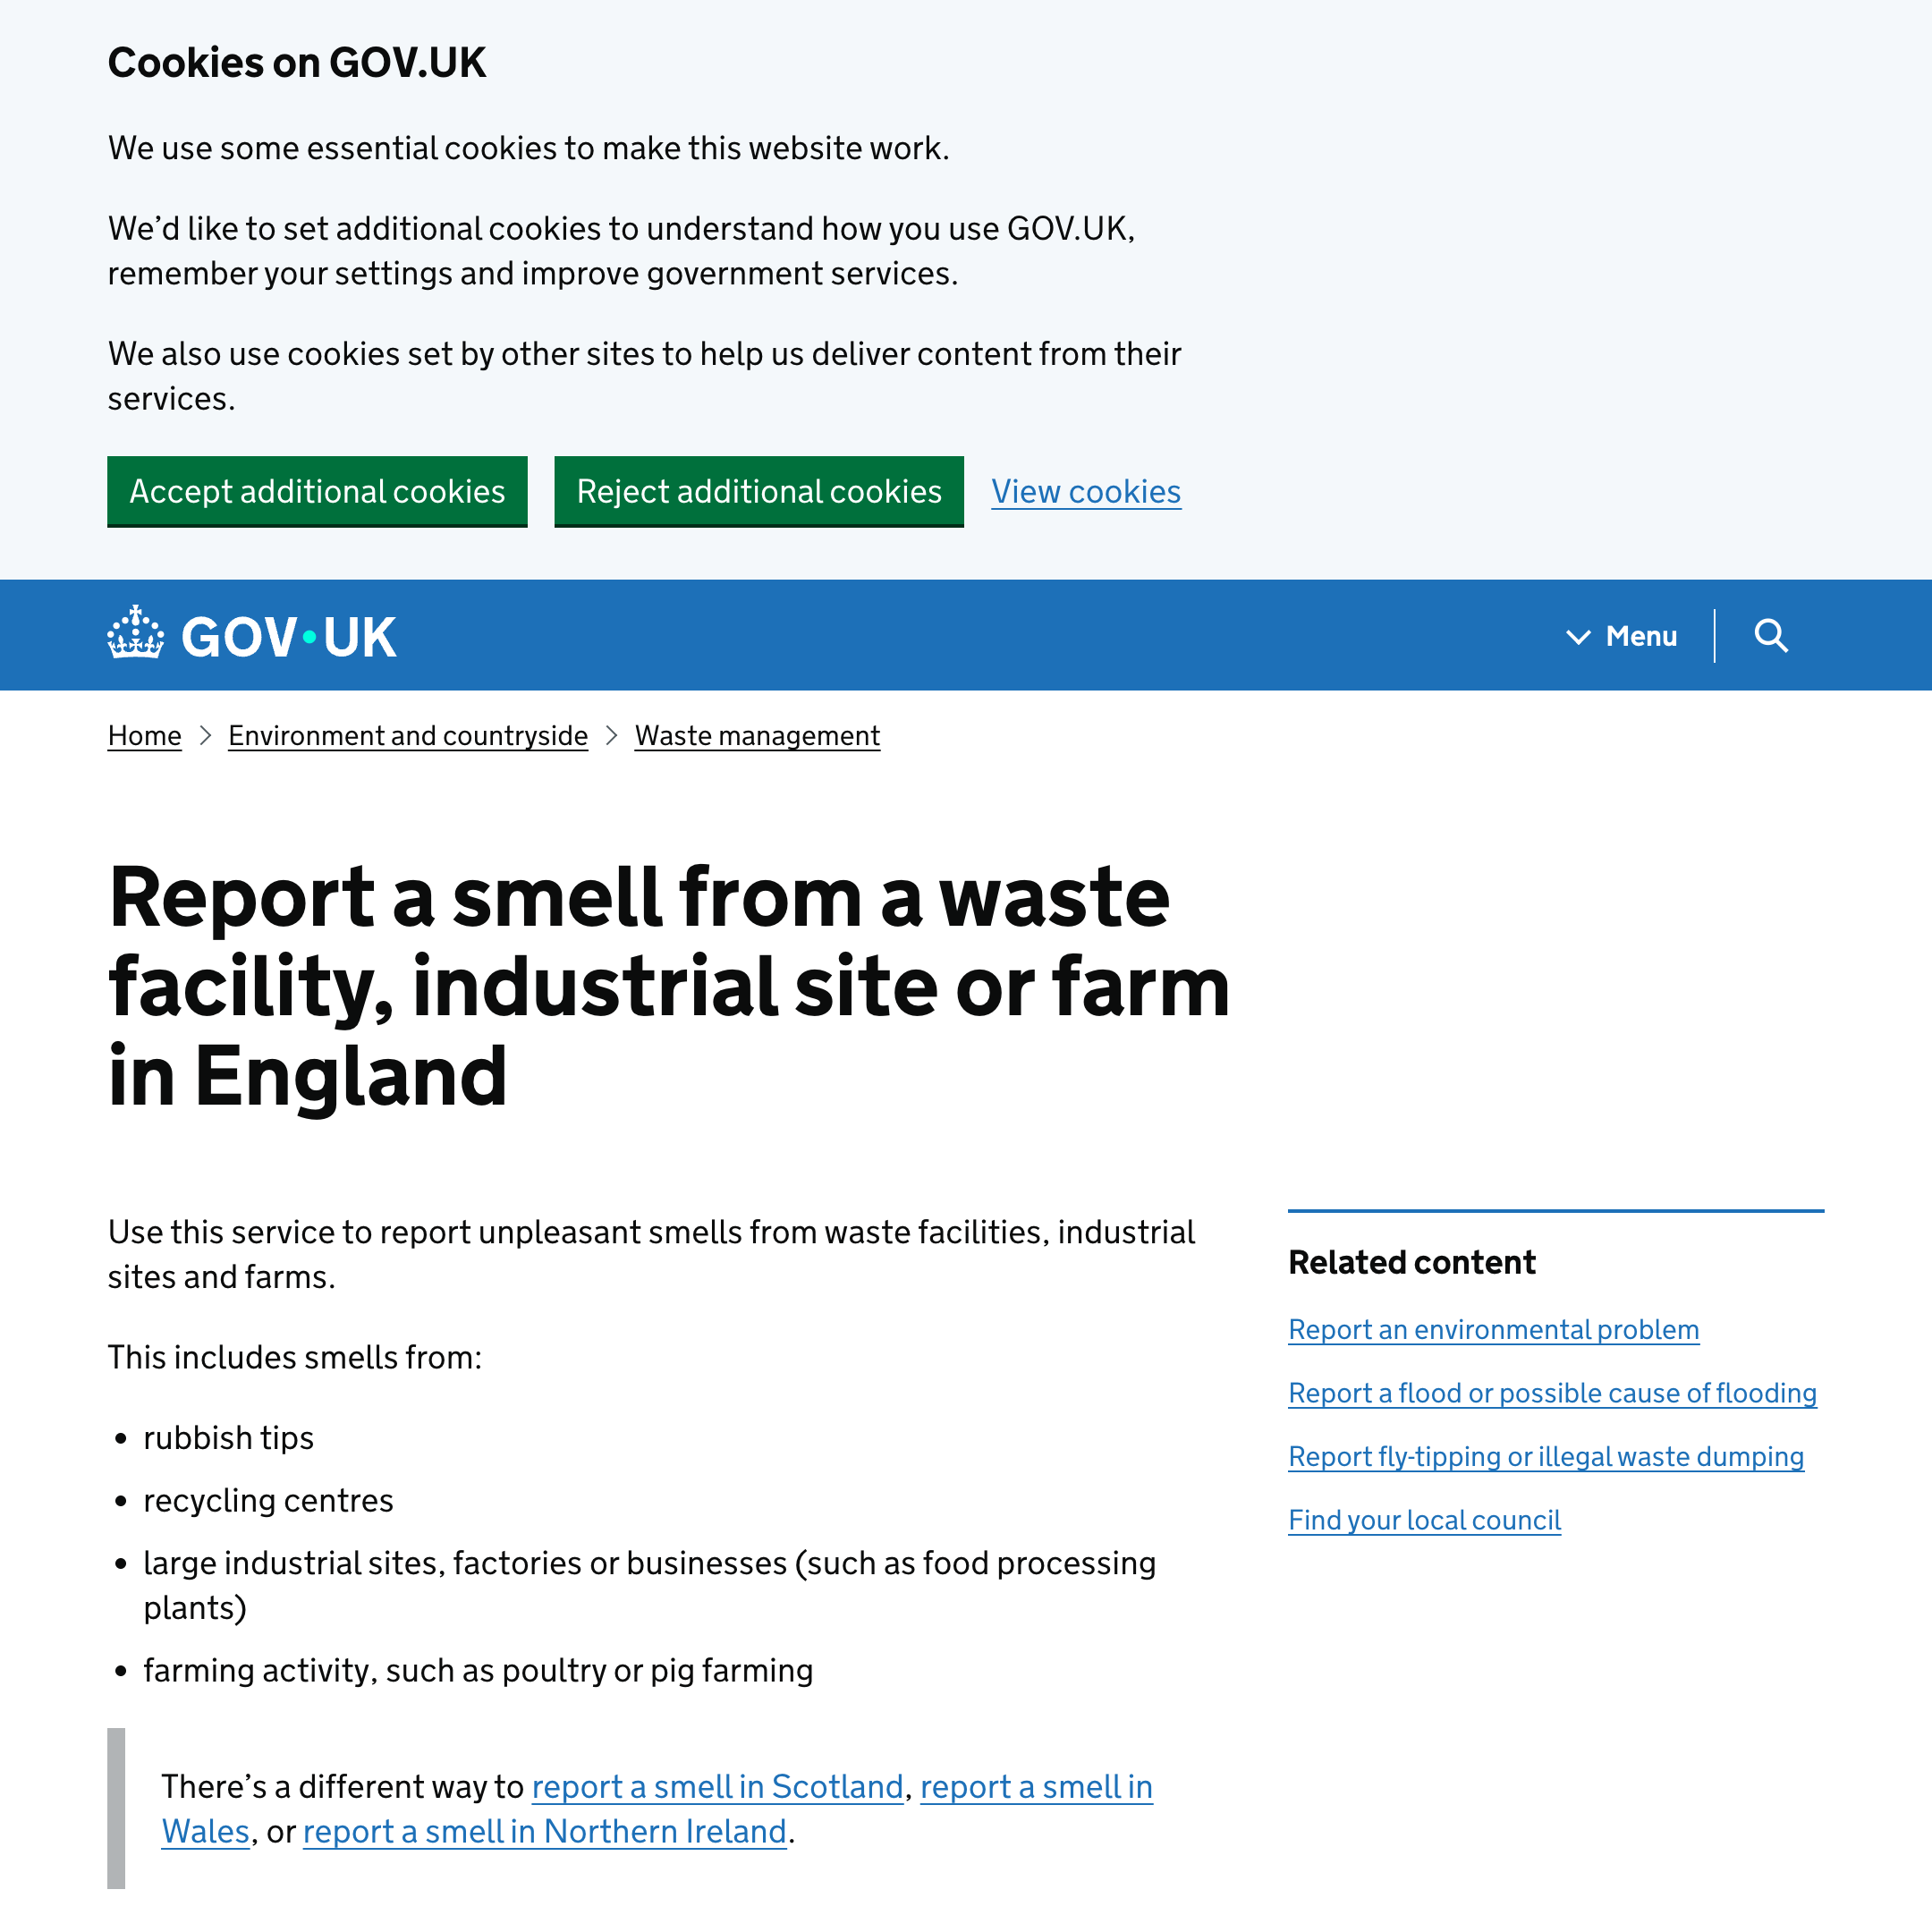 Cookies on GOV.UK
We use some essential cookies to make this website work.
We’d like to set additional cookies to understand how you use GOV.UK,
remember your settings and improve government services.
We also use cookies set by other sites to help us deliver content from their
services.
Accept additional cookies
Reject additional cookies
View cookies
GOV·UK
Menu
Home
Environment and countryside
Waste management
Report a smell from a waste
facility, industrial site or farm
in England
Use this service to report unpleasant smells from waste facilities, industrial
sites and farms.
This includes smells from:
• rubbish tips
• recycling centres
• large industrial sites, factories or businesses (such as food processing
plants)
• farming activity, such as poultry or pig farming
There’s a different way to report a smell in Scotland, report a smell in
Wales, or report a smell in Northern Ireland.
Related content
Report an environmental problem
Report a flood or possible cause of flooding
Report fly-tipping or illegal waste dumping
Find your local council